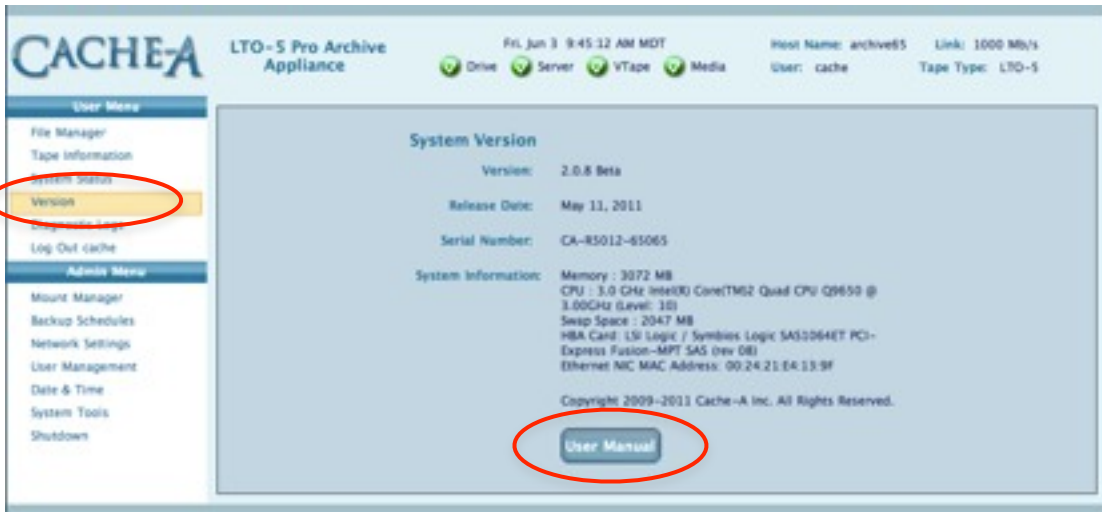 CACHE-A
LTO-5 Pro Archive
Appliance
Fri, Jun 3 9:45:12 AM MDT
Drive Server VTape Media
Host Name: archive65 Link: 1000 Mb/s
User: cache Tape Type: LTO-5
User Menu
File Manager
Tape Information
System Status
Version
Diagnostic Logs
Log Out cache
Admin Menu
Mount Manager
Backup Schedules
Network Settings
User Management
Date & Time
System Tools
Shutdown
System Version
Version: 2.0.8 Beta
Release Date: May 11, 2011
Serial Number: CA-R5012-65065
System Information: Memory : 3072 MB
CPU : 3.0 GHz Intel(R) Core(TM)2 Quad CPU Q9650 @
3.00GHz (Level: 10)
Swap Space : 2047 MB
HBA Card: LSI Logic / Symbios Logic SAS1064ET PCI-
Express Fusion-MPT SAS (rev 08)
Ethernet NIC MAC Address: 00:24:21:E4:13:9F
Copyright 2009-2011 Cache-A Inc. All Rights Reserved.
User Manual